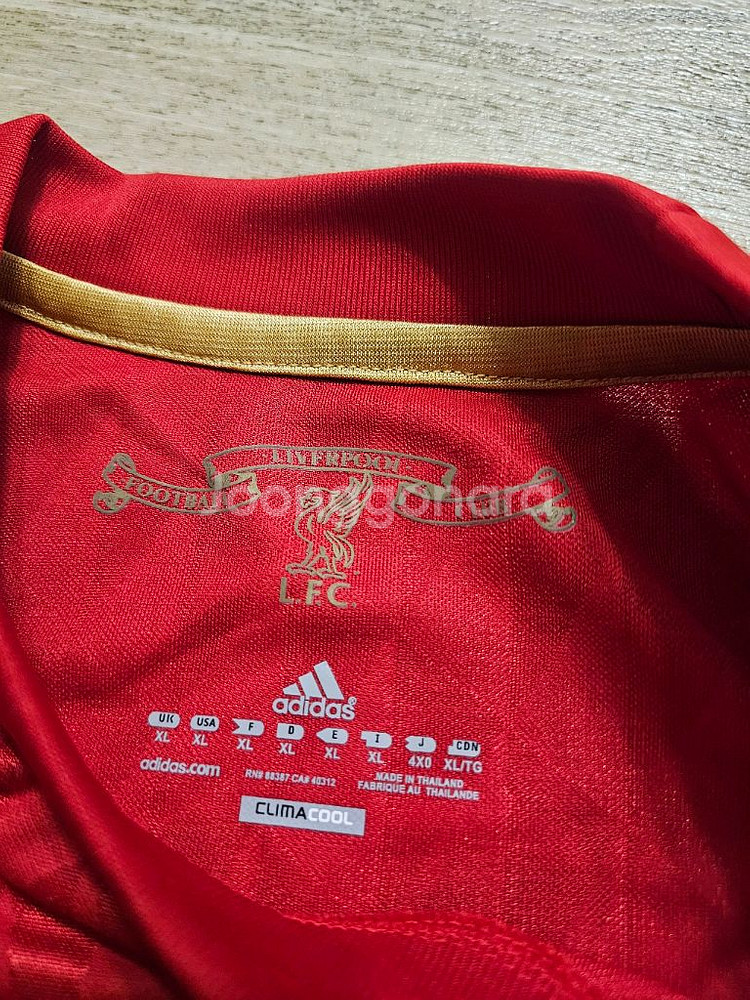 LIVERPOOL
FOOTBALL
L.F.C.
adidas
UK USA F D E I J CDN
XL XL XL XL XL XL 4X0 XL/TG
adidas.com
RN# 88387-CA# 40312
MADE IN THAILAND
FABRIQUE AU THAILANDE
CLIMACOOL